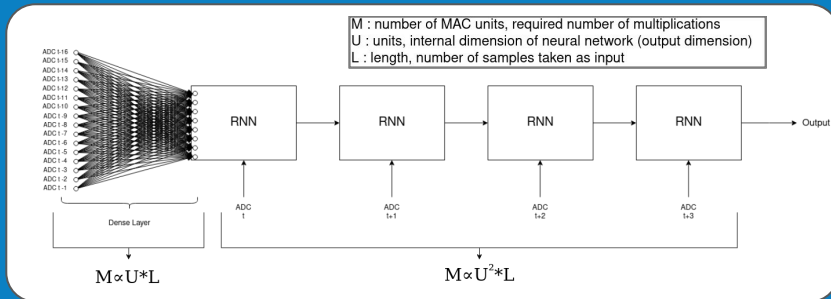 M : number of MAC units, required number of multiplications
U : units, internal dimension of neural network (output dimension)
L : length, number of samples taken as input
ADC t-16
ADC t-15
ADC t-14
ADC t-13
ADC t-12
ADC t-11
ADC t-10
ADC t -9
ADC t -8
ADC t -7
ADC t -6
ADC t -5
ADC t -4
ADC t -3
ADC t -2
ADC t -1
RNN
RNN
RNN
RNN
Output
ADC
t
ADC
t+1
ADC
t+2
ADC
t+3
Dense Layer
M∝U*L
M∝U²*L